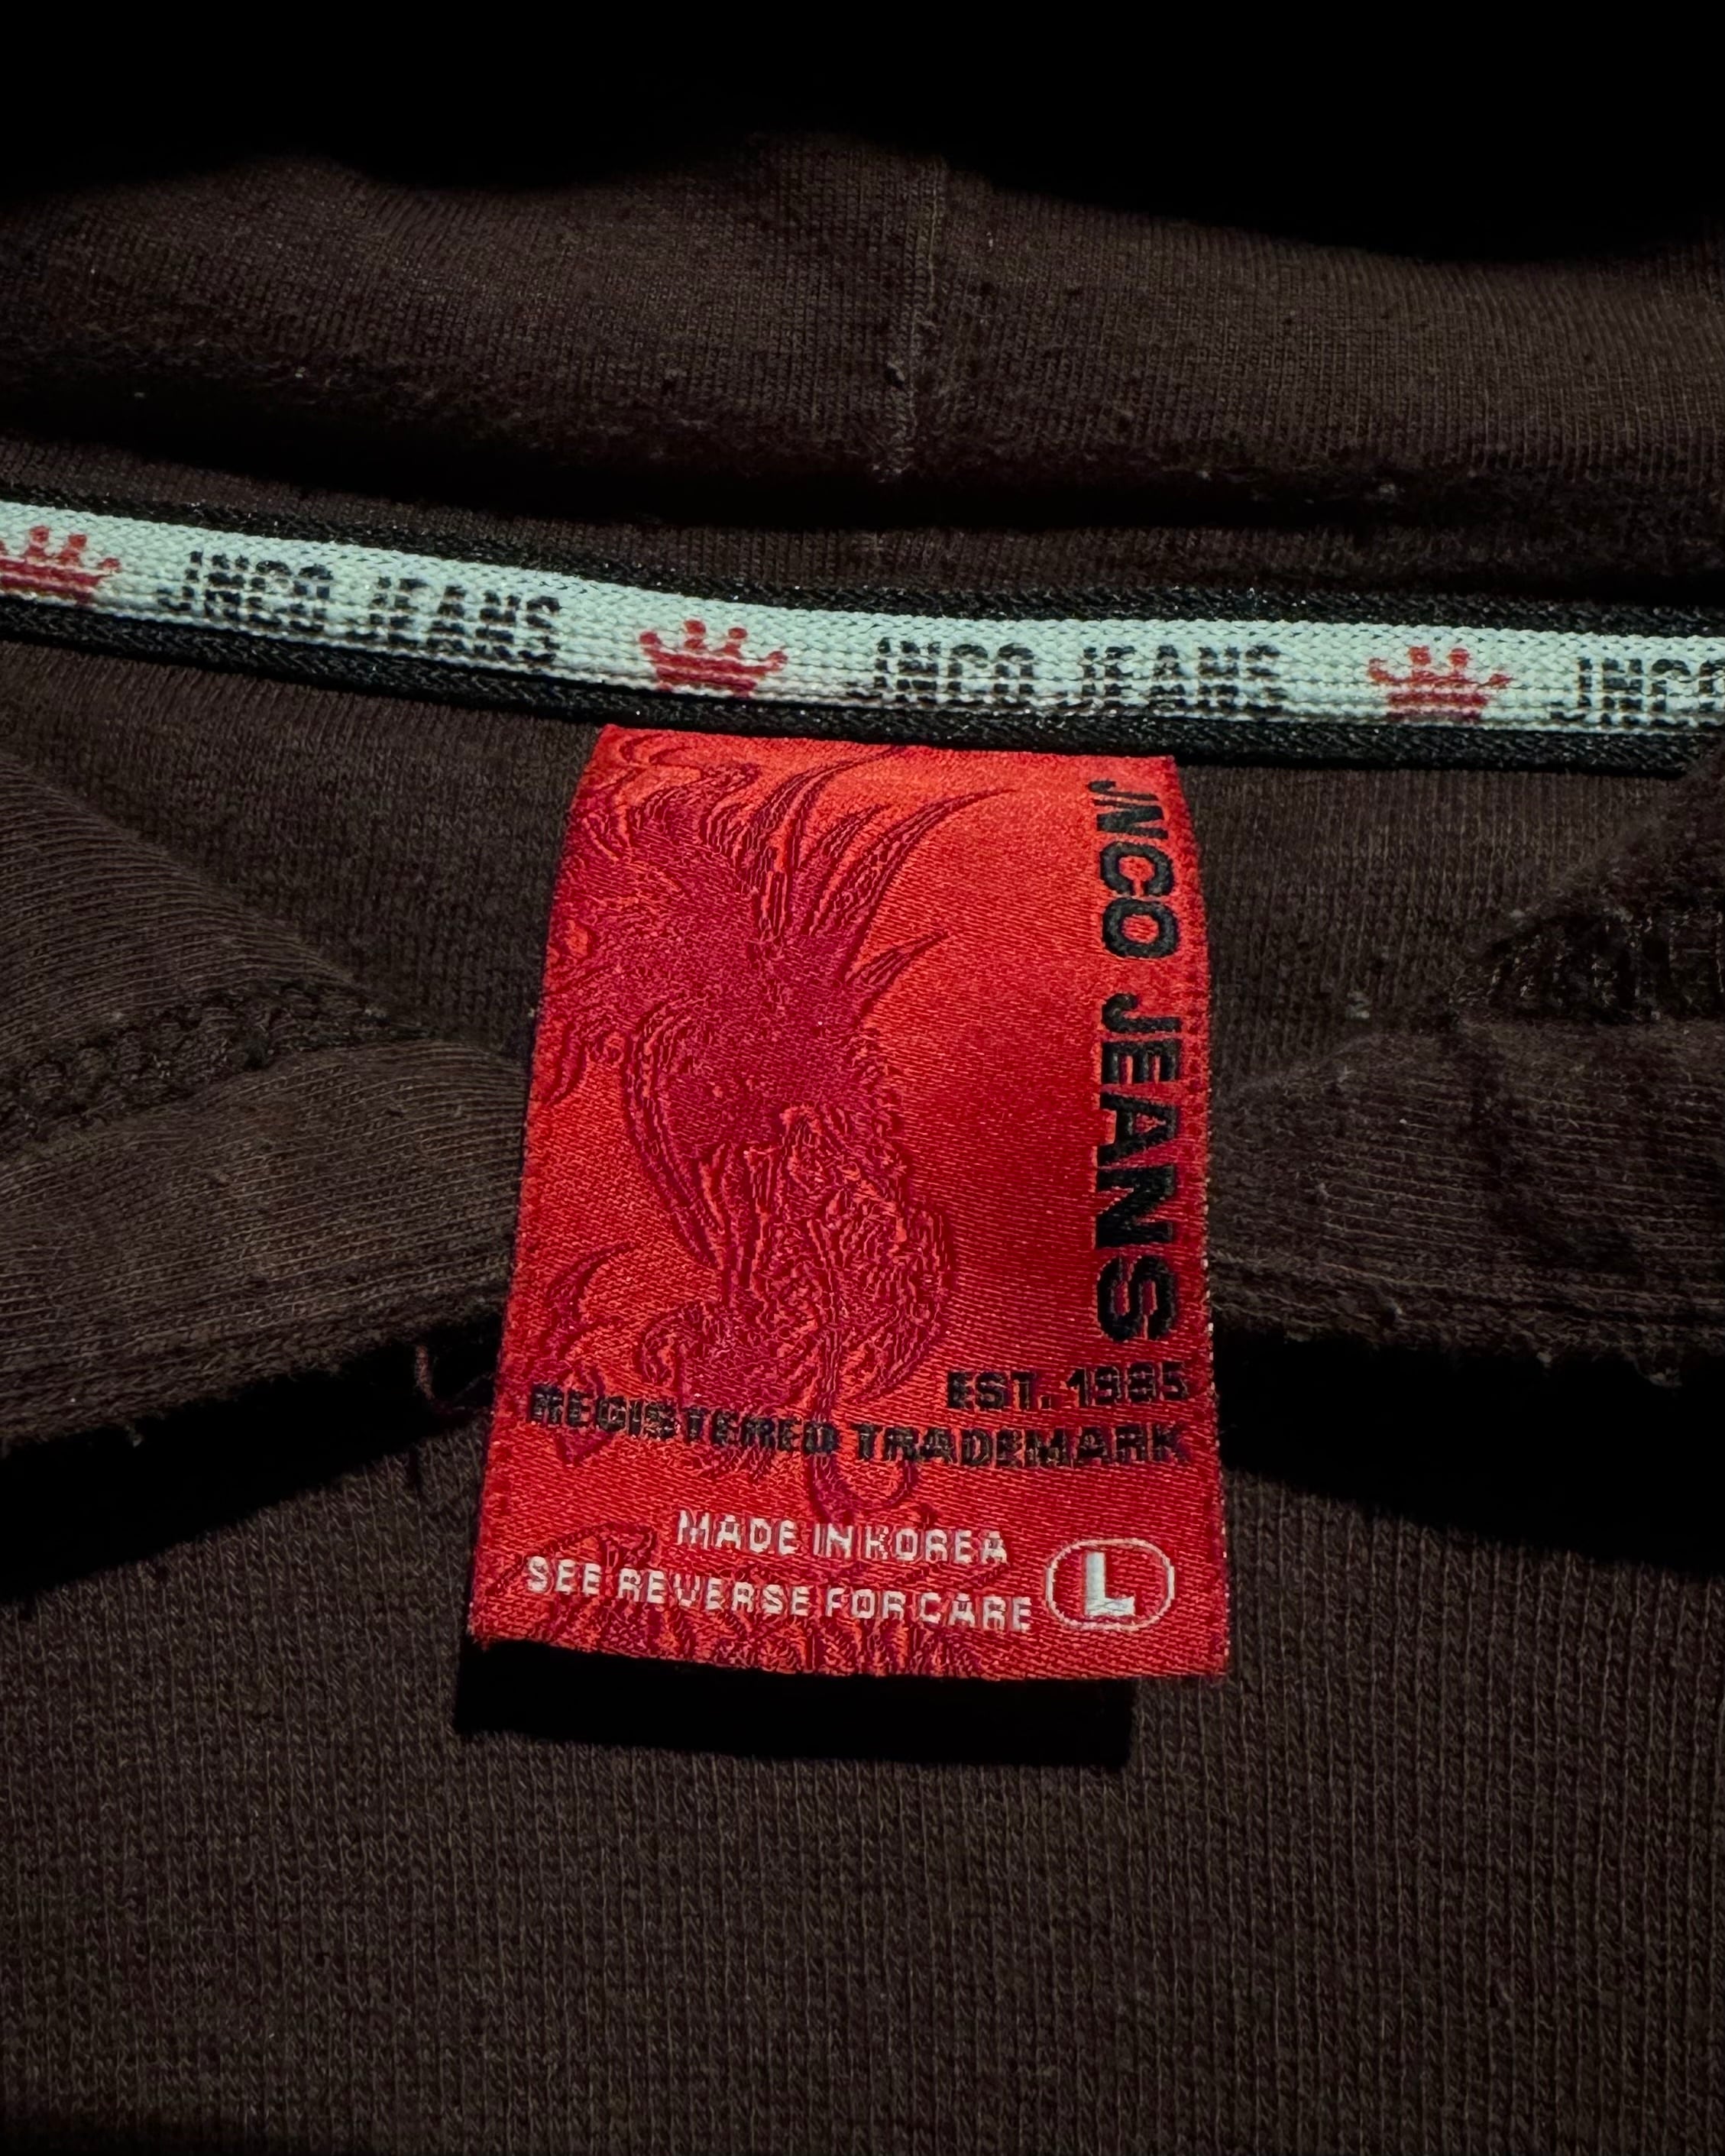 JNCO JEANS JNCO JEANS JNCO
JNCO JEANS
EST. 1985
REGISTERED TRADEMARK
MADE IN KOREA
SEE REVERSE FOR CARE
L